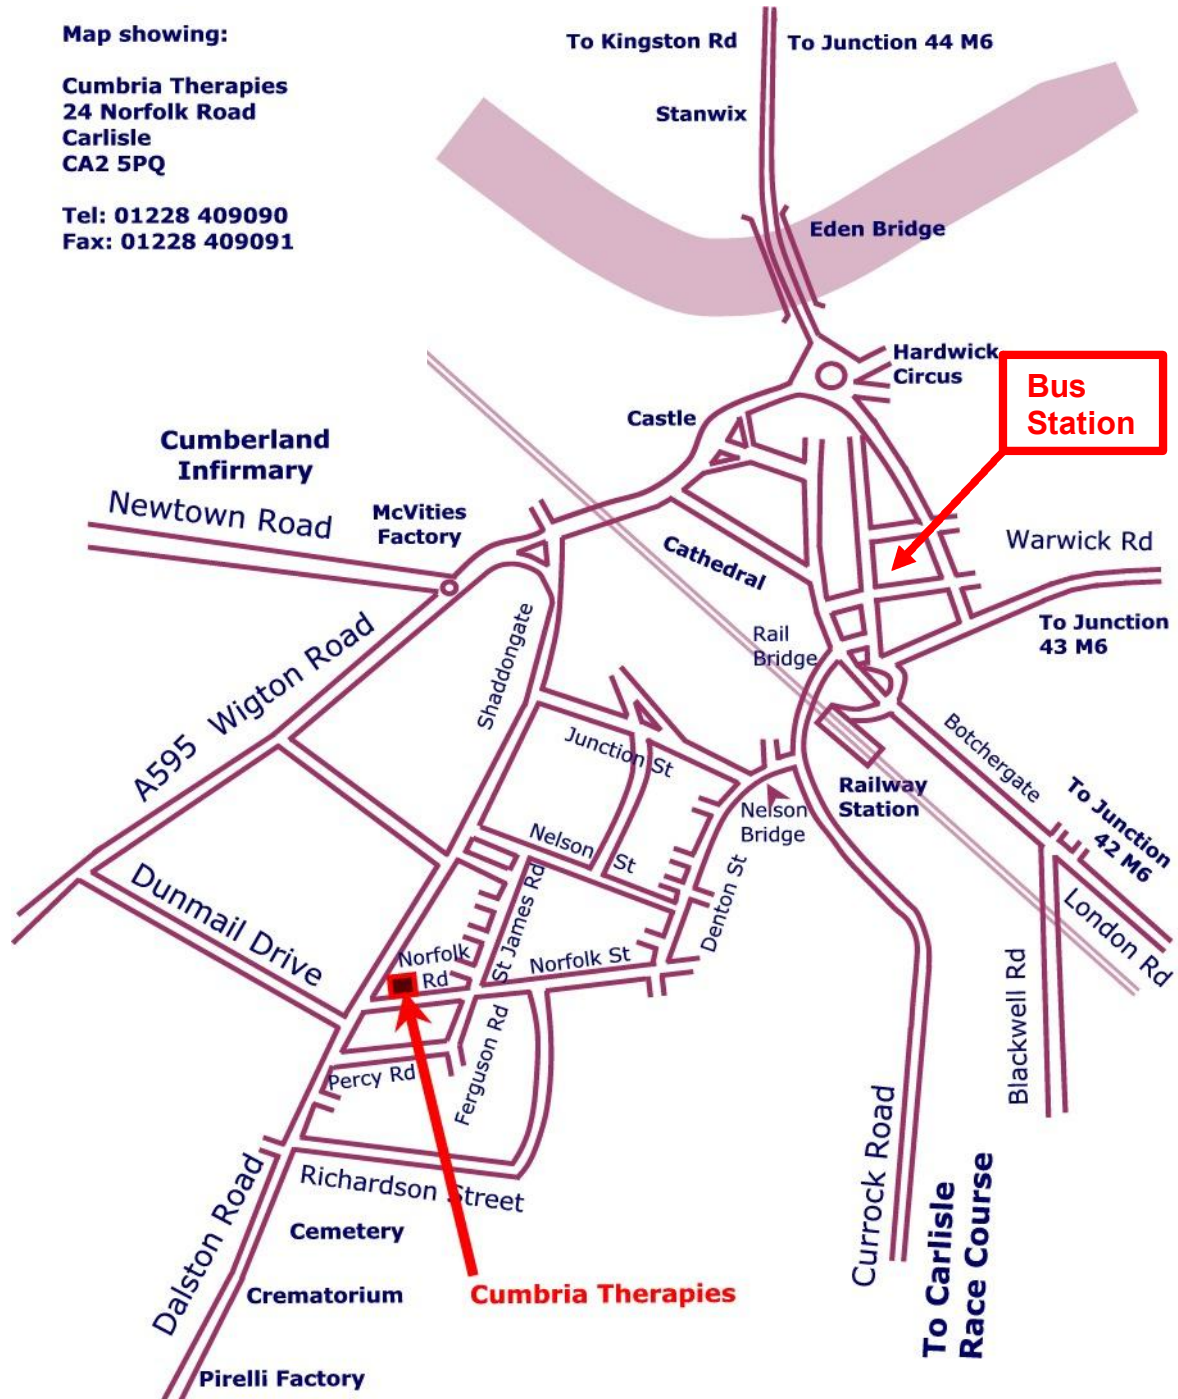 Map showing:
Cumbria Therapies
24 Norfolk Road
Carlisle
CA2 5PQ
Tel: 01228 409090
Fax: 01228 409091
To Kingston Rd
To Junction 44 M6
Stanwix
Eden Bridge
Hardwick
Circus
Bus
Station
Castle
Cumberland
Infirmary
Newtown Road
McVities
Factory
Cathedral
Warwick Rd
To Junction
43 M6
Rail
Bridge
Shaddongate
A595 Wigton Road
Junction St
Botchergate
Railway
Station
Nelson
Bridge
To Junction
42 M6
Nelson St
Denton St
Dunmail Drive
St James Rd
Norfolk
Rd
Norfolk St
London Rd
Blackwell Rd
Ferguson Rd
Percy Rd
Currock Road
Richardson Street
To Carlisle
Race Course
Dalston Road
Cemetery
Crematorium
Cumbria Therapies
Pirelli Factory